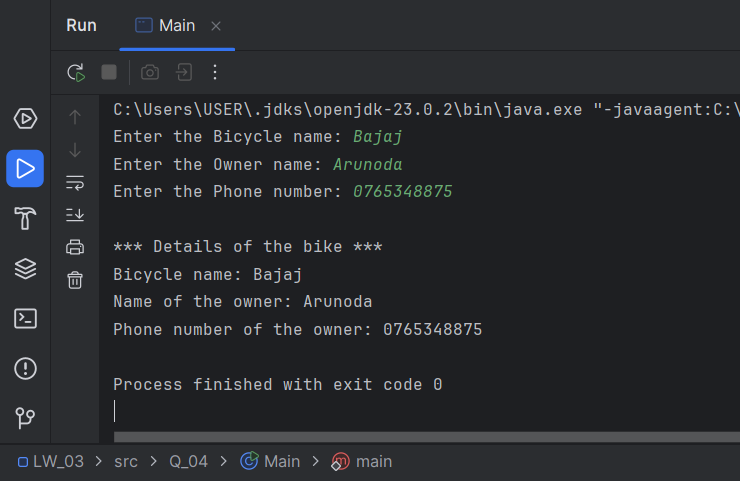 Run
Main
C:\Users\USER\.jdks\openjdk-23.0.2\bin\java.exe "-javaagent:C:\
Enter the Bicycle name: Bajaj
Enter the Owner name: Arunoda
Enter the Phone number: 0765348875
*** Details of the bike ***
Bicycle name: Bajaj
Name of the owner: Arunoda
Phone number of the owner: 0765348875
Process finished with exit code 0
LW_03 > src > Q_04 > Main > main